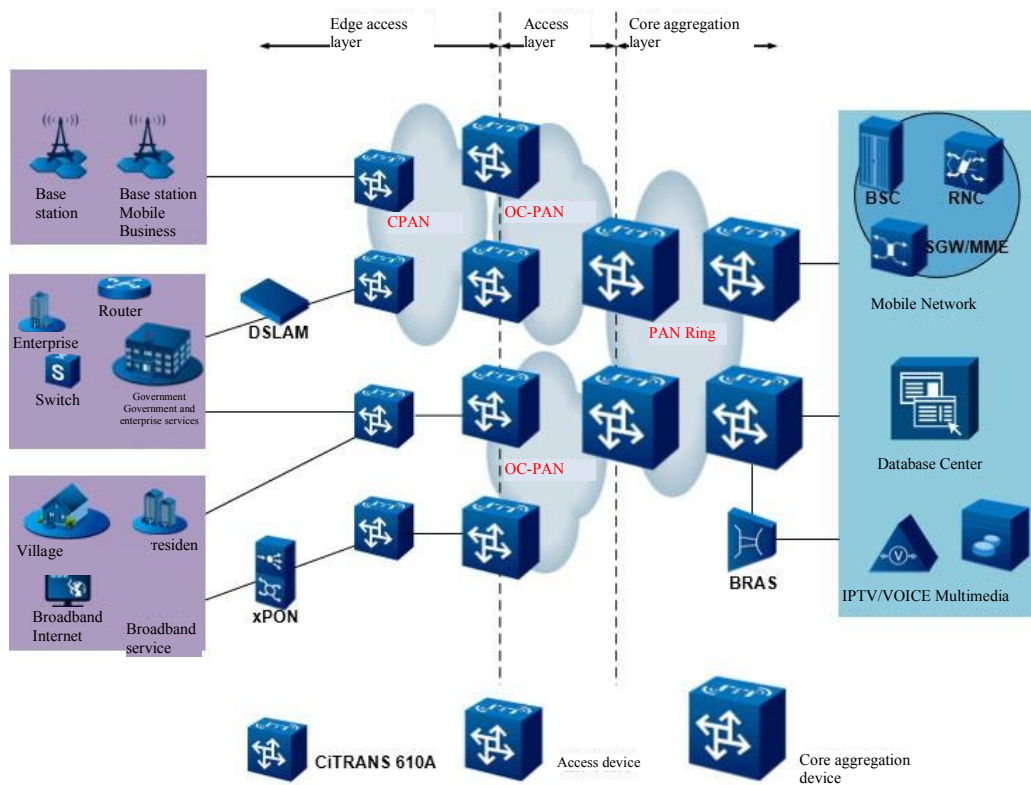 Edge access
layer
Access
layer
Core aggregation
layer
Base
station
Base station
Mobile
Business
CPAN
OC-PAN
BSC
RNC
SGW/MME
Mobile Network
Router
Enterprise
Switch
Government
Government and
enterprise services
DSLAM
PAN Ring
Database Center
OC-PAN
Village
residen
Broadband
Internet
Broadband
service
xPON
BRAS
V
IPTV/VOICE Multimedia
S
CiTRANS 610A
Access device
Core aggregation
device